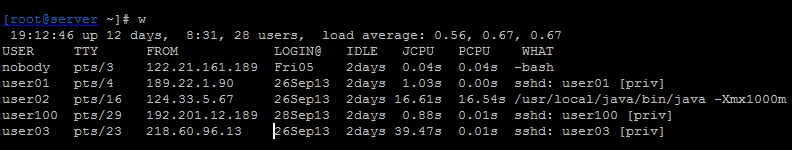 [root@server ~]# w
 19:12:46 up 12 days,  8:31, 28 users,  load average: 0.56, 0.67, 0.67
USER     TTY      FROM              LOGIN@   IDLE   JCPU   PCPU  WHAT
nobody   pts/3    122.21.161.189    Fri05    2days  0.04s  0.04s -bash
user01   pts/4    189.22.1.90       26Sep13  2days  1.03s  0.00s sshd: user01 [priv]
user02   pts/16   124.33.5.67       26Sep13  2days 16.61s 16.54s /usr/local/java/bin/java -Xmx1000m
user100  pts/29   192.201.12.189    28Sep13  2days  0.88s  0.01s sshd: user100 [priv]
user03   pts/23   218.60.96.13      26Sep13  2days 39.47s  0.01s sshd: user03 [priv]